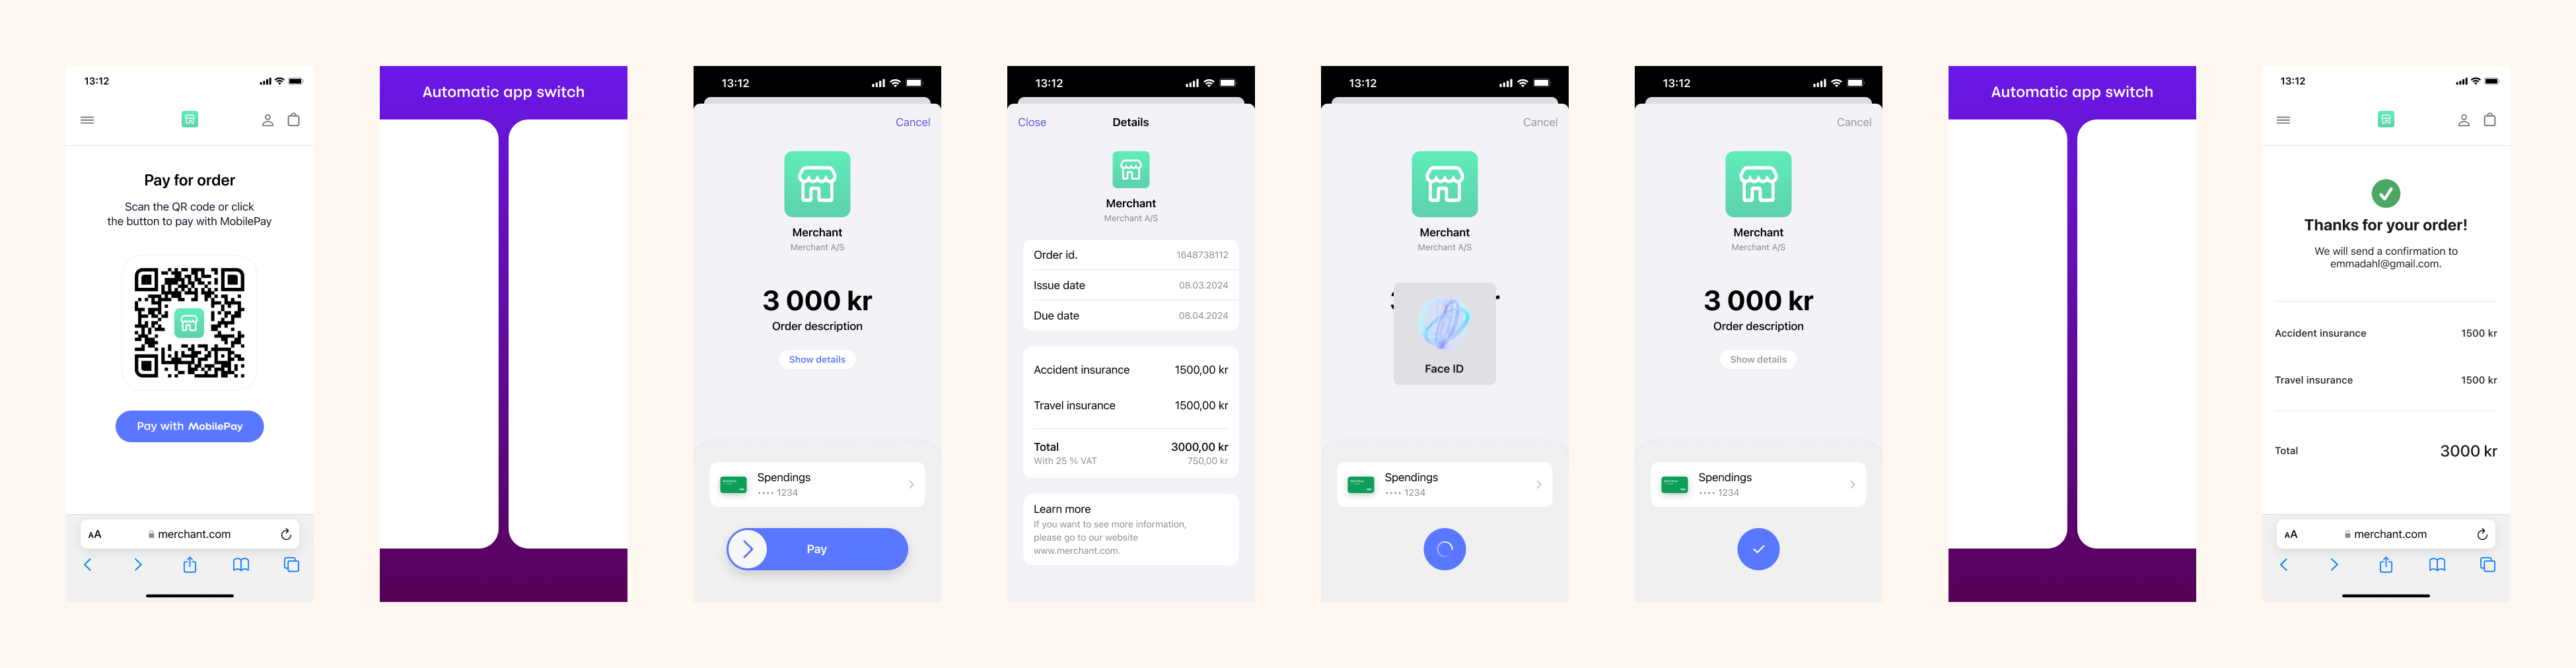 13:12
Pay for order
Scan the QR code or click
the button to pay with MobilePay
Pay with MobilePay
AA
merchant.com
Automatic app switch
13:12
Cancel
Merchant
Merchant A/S
3 000 kr
Order description
Show details
Spendings
•••• 1234
Pay
13:12
Close
Details
Merchant
Merchant A/S
Order id. 1648738112
Issue date 08.03.2024
Due date 08.04.2024
Accident insurance 1500,00 kr
Travel insurance 1500,00 kr
Total 3000,00 kr
With 25 % VAT 750,00 kr
Learn more
If you want to see more information,
please go to our website
www.merchant.com.
13:12
Cancel
Merchant
Merchant A/S
Face ID
Spendings
•••• 1234
13:12
Cancel
Merchant
Merchant A/S
3 000 kr
Order description
Show details
Spendings
•••• 1234
Automatic app switch
13:12
Thanks for your order!
We will send a confirmation to
emmadahl@gmail.com.
Accident insurance 1500 kr
Travel insurance 1500 kr
Total 3000 kr
AA
merchant.com